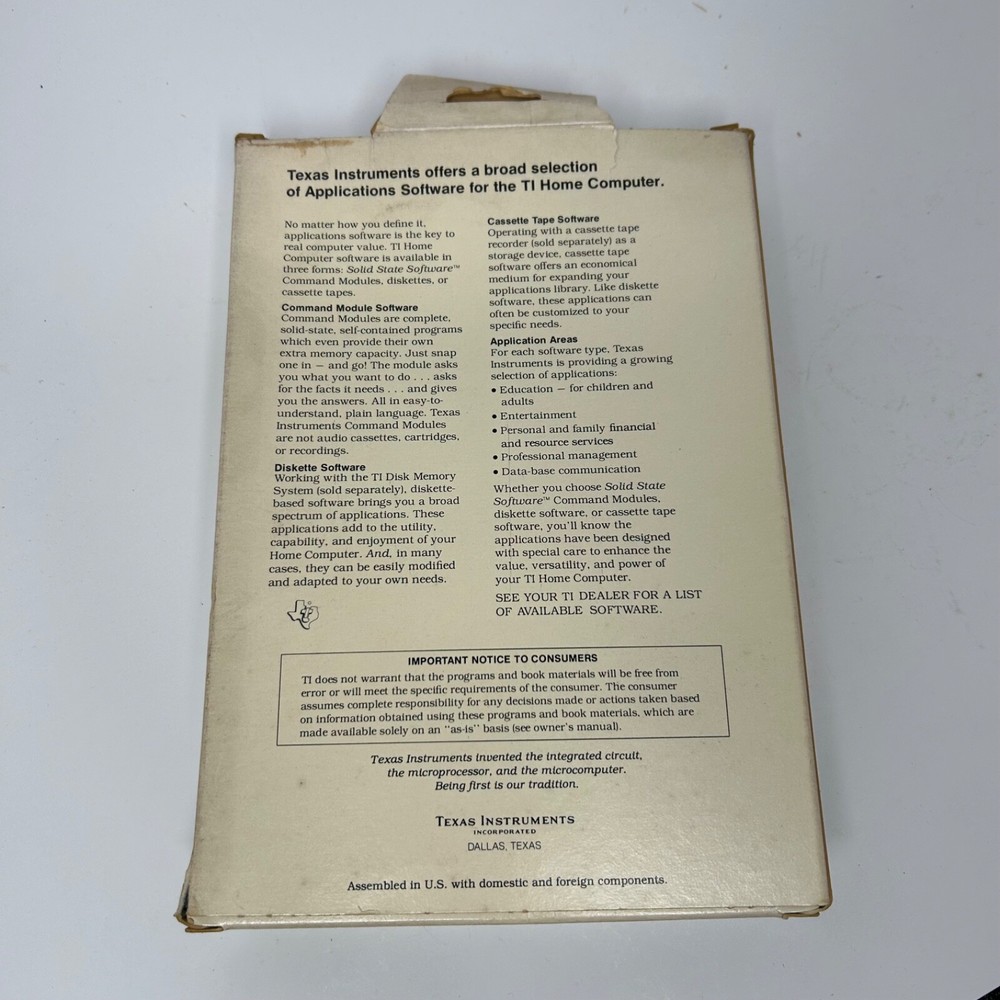 Texas Instruments offers a broad selection
of Applications Software for the TI Home Computer.
No matter how you define it,
applications software is the key to
real computer value. TI Home
Computer software is available in
three forms: Solid State Software™
Command Modules, diskettes, or
cassette tapes.
Command Module Software
Command Modules are complete,
solid-state, self-contained programs
which even provide their own
extra memory capacity. Just snap
one in — and go! The module asks
you what you want to do . . . asks
for the facts it needs . . . and gives
you the answers. All in easy-to-
understand, plain language. Texas
Instruments Command Modules
are not audio cassettes, cartridges,
or recordings.
Diskette Software
Working with the TI Disk Memory
System (sold separately), diskette-
based software brings you a broad
spectrum of applications. These
applications add to the utility,
capability, and enjoyment of your
Home Computer. And, in many
cases, they can be easily modified
and adapted to your own needs.
Cassette Tape Software
Operating with a cassette tape
recorder (sold separately) as a
storage device, cassette tape
software offers an economical
medium for expanding your
applications library. Like diskette
software, these applications can
often be customized to your
specific needs.
Application Areas
For each software type, Texas
Instruments is providing a growing
selection of applications:
• Education — for children and
adults
• Entertainment
• Personal and family financial
and resource services
• Professional management
• Data-base communication
Whether you choose Solid State
Software™ Command Modules,
diskette software, or cassette tape
software, you'll know the
applications have been designed
with special care to enhance the
value, versatility, and power of
your TI Home Computer.
SEE YOUR TI DEALER FOR A LIST
OF AVAILABLE SOFTWARE.
IMPORTANT NOTICE TO CONSUMERS
TI does not warrant that the programs and book materials will be free from
error or will meet the specific requirements of the consumer. The consumer
assumes complete responsibility for any decisions made or actions taken based
on information obtained using these programs and book materials, which are
made available solely on an "as-is" basis (see owner's manual).
Texas Instruments invented the integrated circuit,
the microprocessor, and the microcomputer.
Being first is our tradition.
TEXAS INSTRUMENTS
INCORPORATED
DALLAS, TEXAS
Assembled in U.S. with domestic and foreign components.